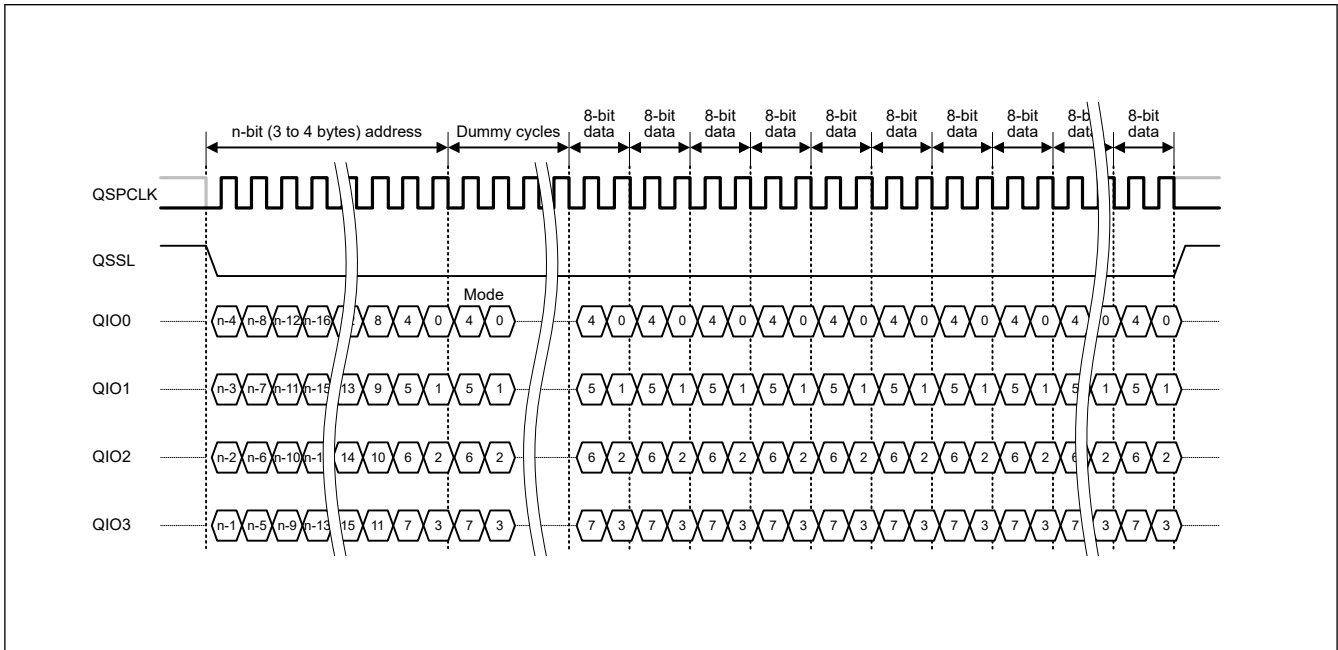 8-bit data 8-bit data 8-bit data 8-bit data 8-bit data 8-bit data 8-bit data 8-bit data 8-bit data
n-bit (3 to 4 bytes) address Dummy cycles
QSPCLK
QSSL
Mode
QIO0 n-4 n-8 n-12 n-16 8 4 0 4 0 4 0 4 0 4 0 4 0 4 0 4 0 4 0 4 0 4 0 4 0
QIO1 n-3 n-7 n-11 n-15 13 9 5 1 5 1 5 1 5 1 5 1 5 1 5 1 5 1 5 1 5 1 5 1 5 1
QIO2 n-2 n-6 n-10 14 10 6 2 6 2 6 2 6 2 6 2 6 2 6 2 6 2 6 2 6 2 6 2 6 2
QIO3 n-1 n-5 n-9 n-13 15 11 7 3 7 3 7 3 7 3 7 3 7 3 7 3 7 3 7 3 7 3 7 3 7 3